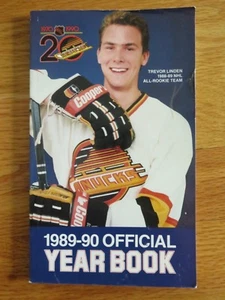 20
TREVOR LINDEN
1988-89 NHL
ALL-ROOKIE TEAM
Cooper
CANUCKS
1989-90 OFFICIAL
YEAR BOOK